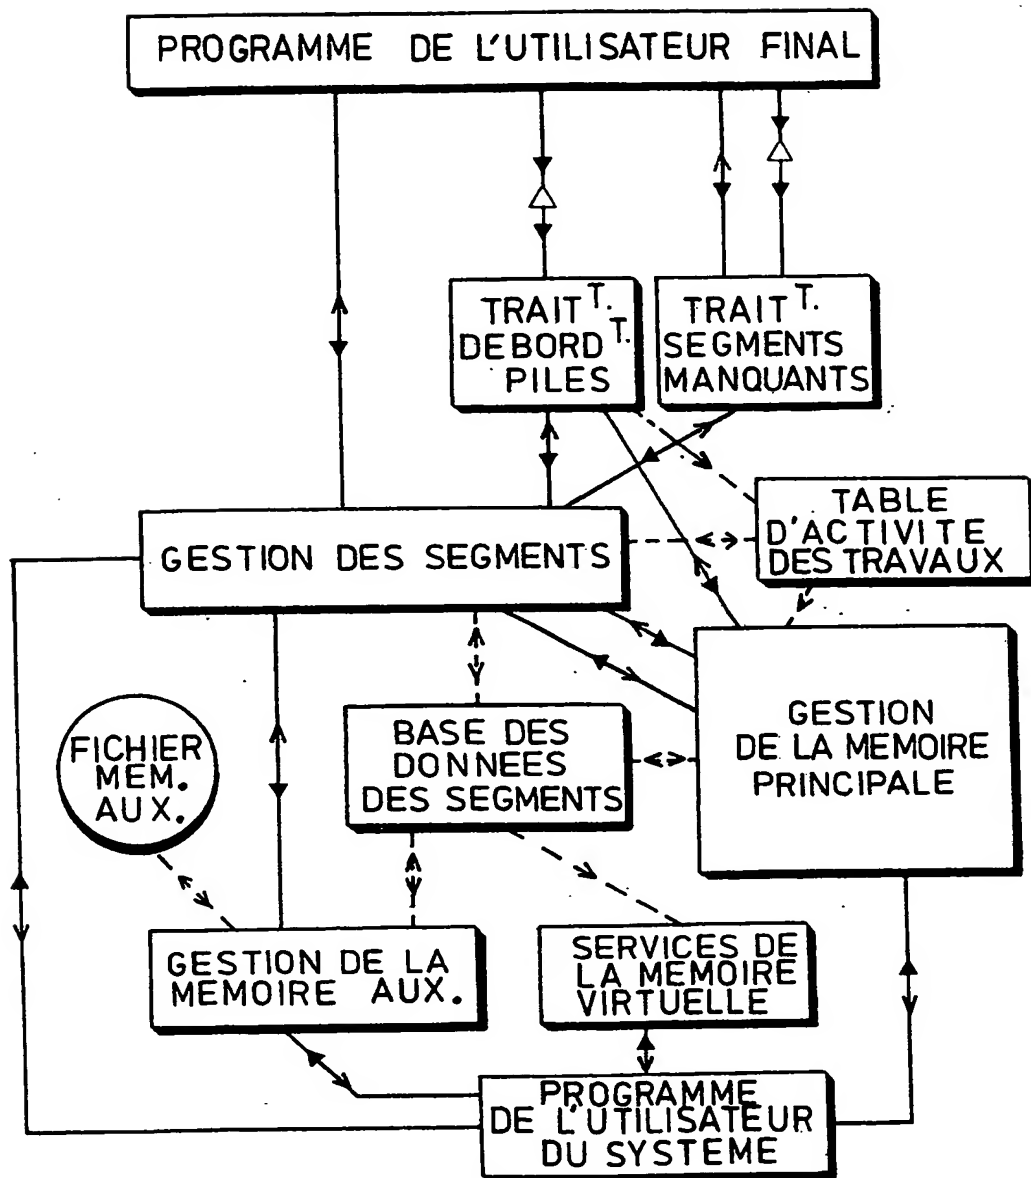 PROGRAMME DE L'UTILISATEUR FINAL
TRAIT T.
DEBORD T.
PILES
TRAIT T.
SEGMENTS
MANQUANTS
TABLE
D'ACTIVITE
DES TRAVAUX
GESTION DES SEGMENTS
GESTION
DE LA MEMOIRE
PRINCIPALE
BASE DES
DONNEES
DES SEGMENTS
FICHIER
MEM.
AUX.
GESTION DE LA
MEMOIRE AUX.
SERVICES DE
LA MEMOIRE
VIRTUELLE
PROGRAMME
DE L'UTILISATEUR
DU SYSTEME